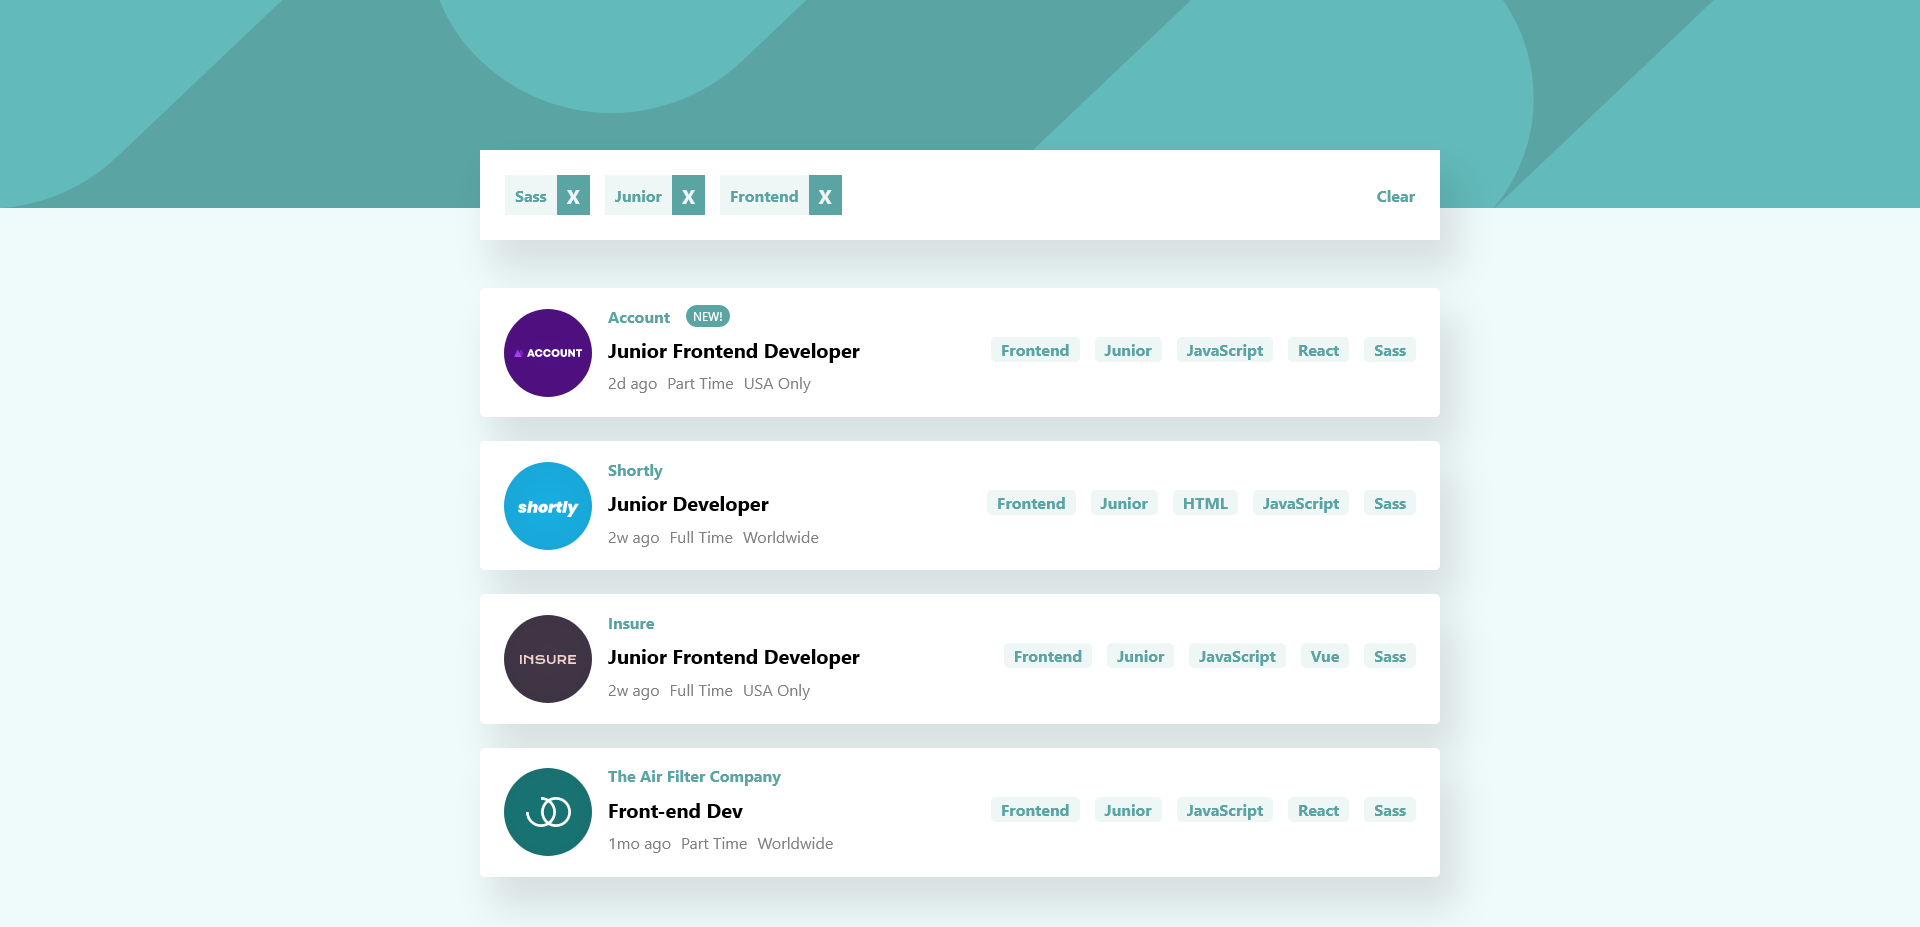 Sass X Junior X Frontend X Clear
Account NEW!
ACCOUNT
Junior Frontend Developer
Frontend Junior JavaScript React Sass
2d ago Part Time USA Only
Shortly
shortly
Junior Developer
Frontend Junior HTML JavaScript Sass
2w ago Full Time Worldwide
Insure
INSURE
Junior Frontend Developer
Frontend Junior JavaScript Vue Sass
2w ago Full Time USA Only
The Air Filter Company
Front-end Dev
Frontend Junior JavaScript React Sass
1mo ago Part Time Worldwide